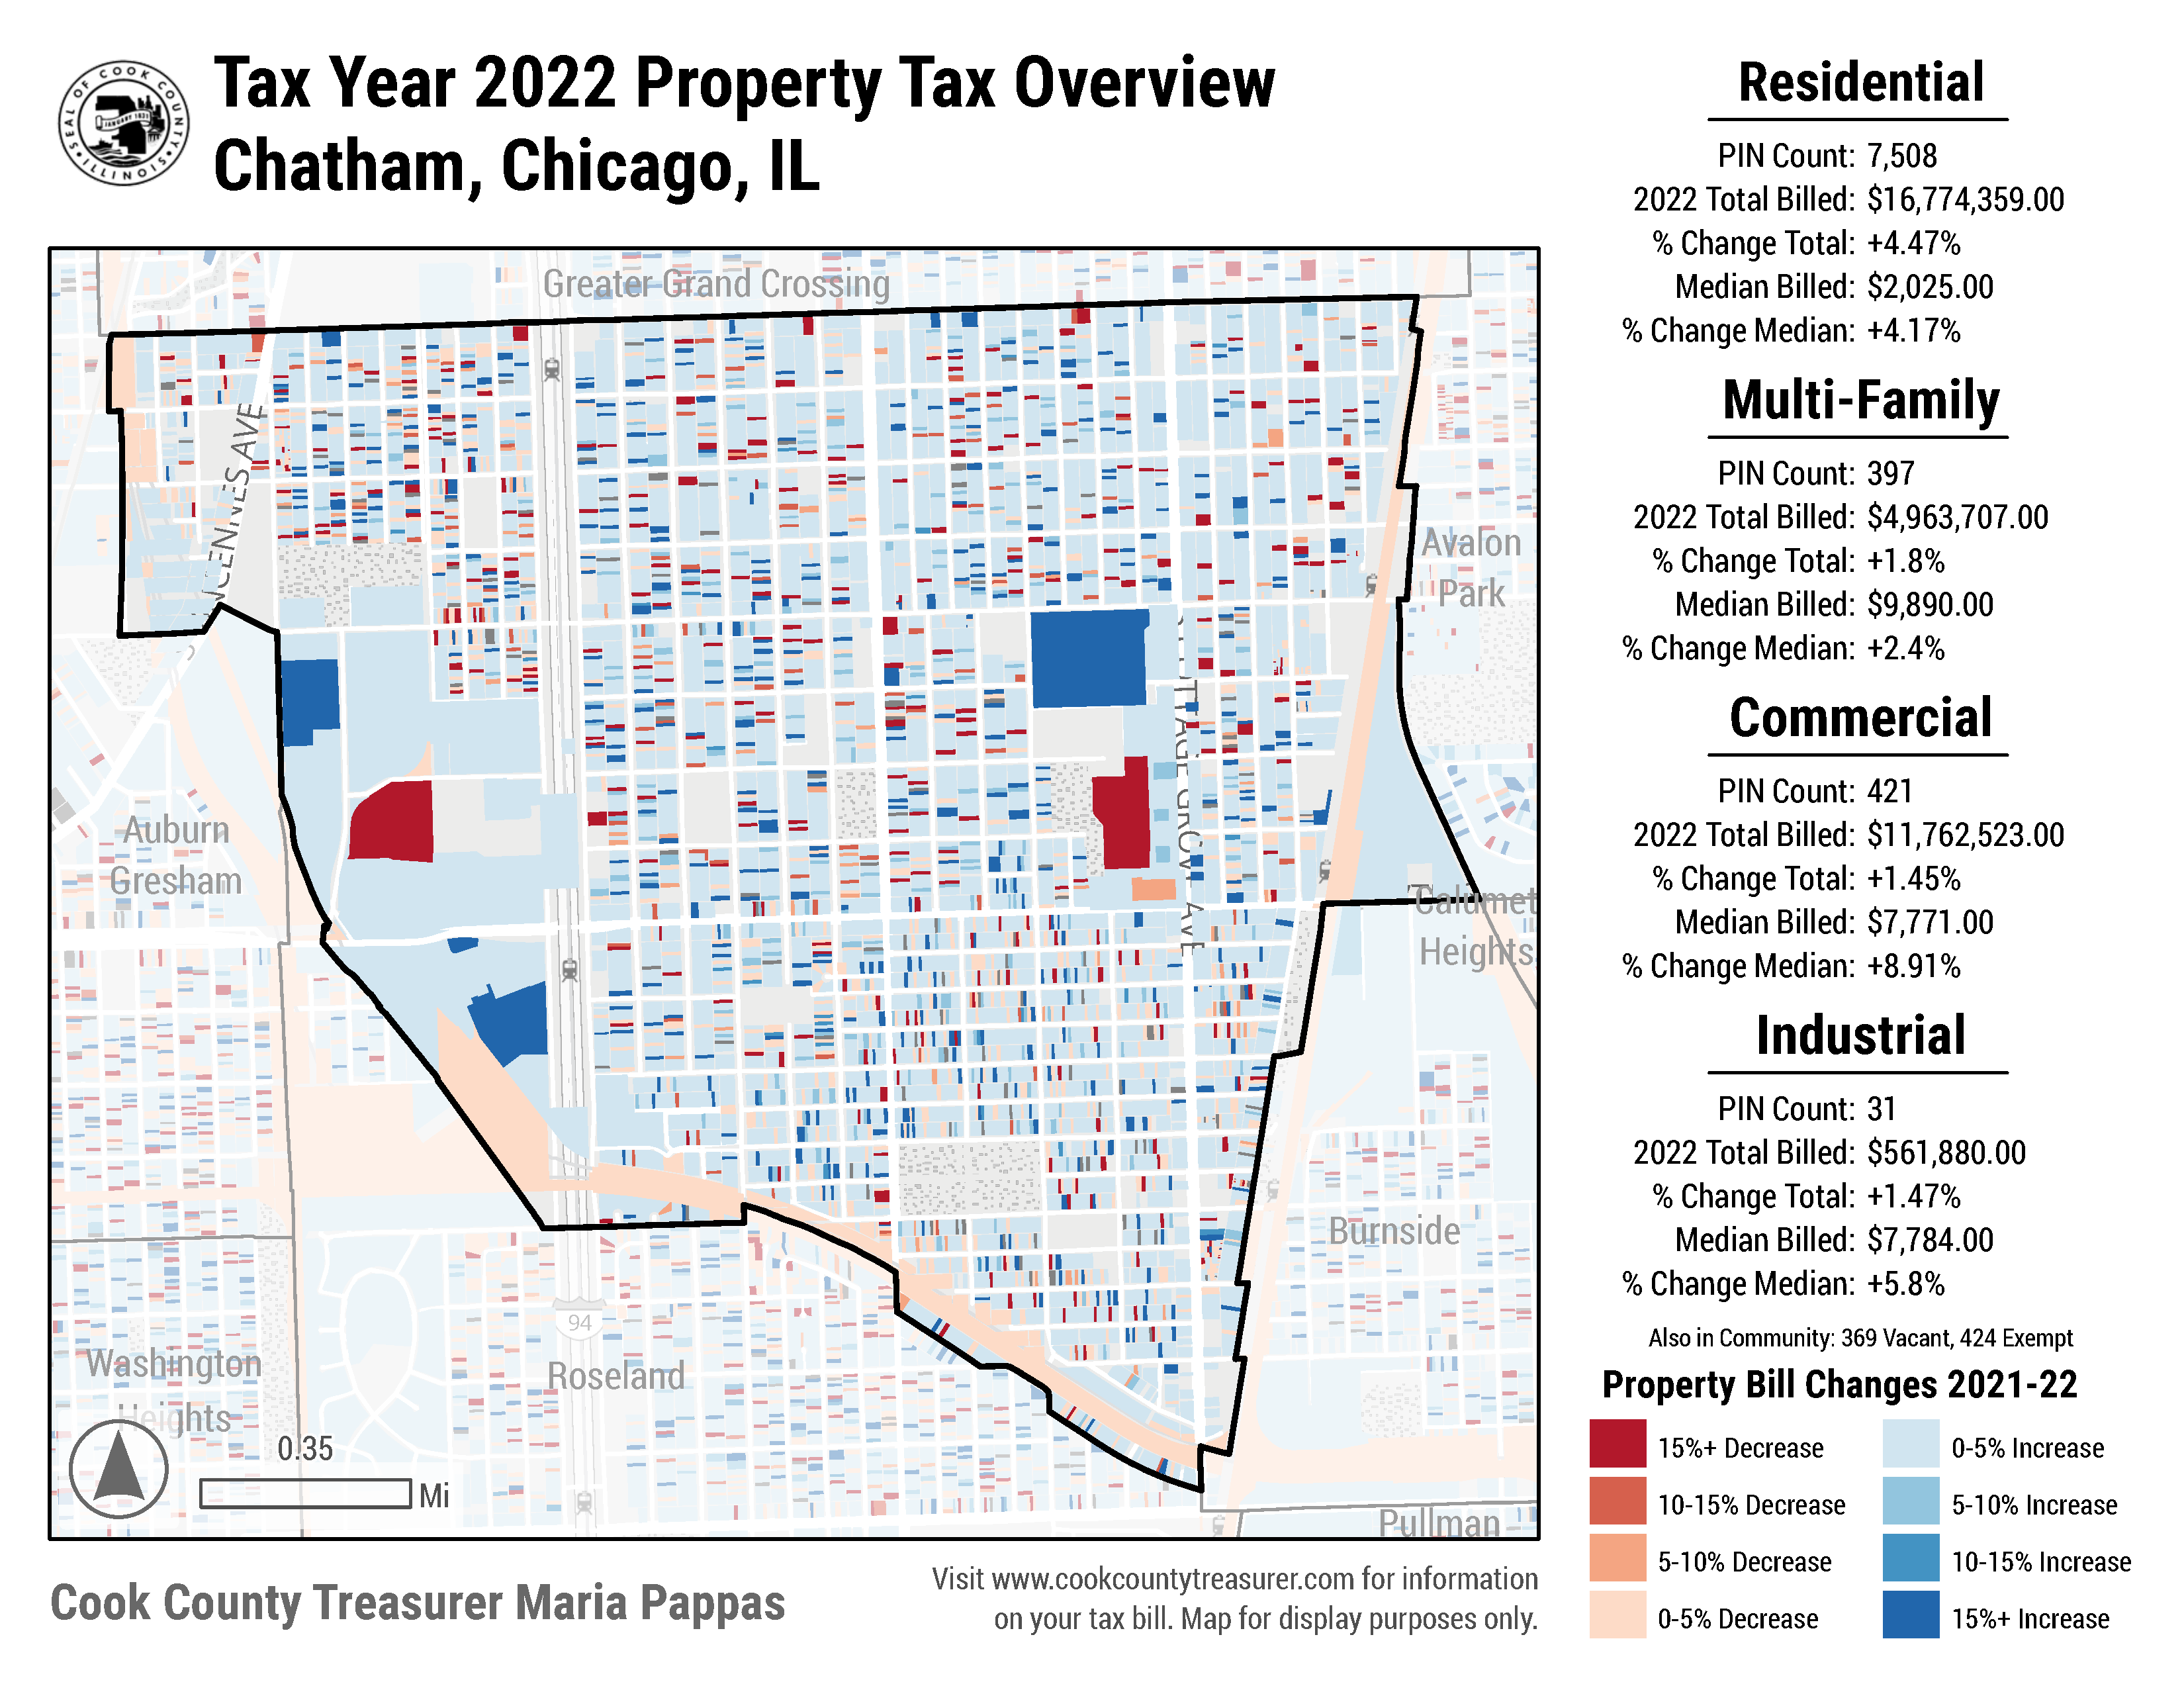 Tax Year 2022 Property Tax Overview
Chatham, Chicago, IL
SEAL OF COOK COUNTY
ILLINOIS
JANUARY 1831
Residential
PIN Count: 7,508
2022 Total Billed: $16,774,359.00
% Change Total: +4.47%
Median Billed: $2,025.00
% Change Median: +4.17%
Multi-Family
PIN Count: 397
2022 Total Billed: $4,963,707.00
% Change Total: +1.8%
Median Billed: $9,890.00
% Change Median: +2.4%
Commercial
PIN Count: 421
2022 Total Billed: $11,762,523.00
% Change Total: +1.45%
Median Billed: $7,771.00
% Change Median: +8.91%
Industrial
PIN Count: 31
2022 Total Billed: $561,880.00
% Change Total: +1.47%
Median Billed: $7,784.00
% Change Median: +5.8%
Also in Community: 369 Vacant, 424 Exempt
Property Bill Changes 2021-22
15%+ Decrease
10-15% Decrease
5-10% Decrease
0-5% Decrease
0-5% Increase
5-10% Increase
10-15% Increase
15%+ Increase
Greater Grand Crossing
VINCENNES AVE
Avalon
Park
COTTAGE GROVE AVE
Auburn
Gresham
Calumet
Heights
Burnside
94
Roseland
Washington
Heights
Pullman
0.35
Mi
Cook County Treasurer Maria Pappas
Visit www.cookcountytreasurer.com for information
on your tax bill. Map for display purposes only.